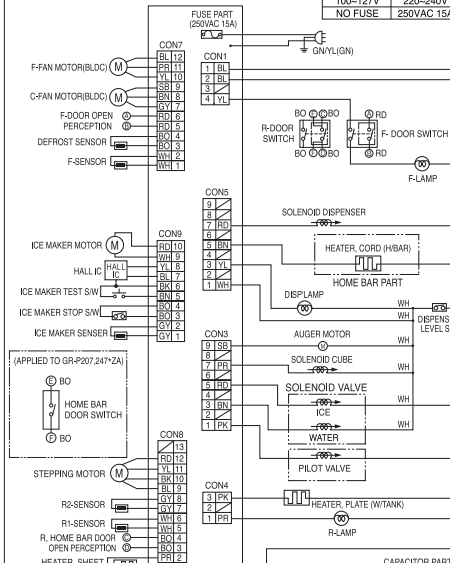 100~127V 220~240V
NO FUSE 250VAC 15A
FUSE PART
(250VAC 15A)
GN/YL(GN)
CON7
BL 12
PR 11
YL 10
SB 9
BN 8
GY 7
RD 6
RD 5
BO 4
BO 3
WH 2
WH 1
F-FAN MOTOR(BLDC) M
C-FAN MOTOR(BLDC) M
F-DOOR OPEN A
PERCEPTION B
DEFROST SENSOR
F-SENSOR
CON1
1 BL
2 BL
3
4 YL
BO C C BO
R-DOOR
SWITCH
BO F D BO
A RD
F- DOOR SWITCH
B RD
F-LAMP
CON5
9
8
7 RD
6
5 BN
4
3 YL
2
1 WH
SOLENOID DISPENSER
HEATER, CORD (H/BAR)
HOME BAR PART
DISP'LAMP
WH
WH
DISPENS
LEVEL S
CON9
RD 10
WH 9
YL 8
BL 7
BK 6
BN 5
BO 4
BO 3
GY 2
GY 1
ICE MAKER MOTOR M
HALL IC HALL IC
ICE MAKER TEST S/W
ICE MAKER STOP S/W
ICE MAKER SENSER
CON3
9 SB
8
7 PR
6
5 RD
4
3 BN
2
1 PK
AUGER MOTOR
M
WH
SOLENOID CUBE
WH
SOLENOID VALVE
WH
ICE
WH
WATER
PILOT VALVE
(APPLIED TO GR-P207,247*ZA)
E BO
HOME BAR
DOOR SWITCH
F BO
CON8
13
RD 12
YL 11
BK 10
BL 9
GY 8
GY 7
WH 6
WH 5
BO 4
BO 3
PR 2
STEPPING MOTOR M
R2-SENSOR
R1-SENSOR
R, HOME BAR DOOR C
OPEN PERCEPTION D
HEATER, SHEET
CON4
3 PK
2
1 PR
HEATER, PLATE (W/TANK)
R-LAMP
CAPACITOR PART